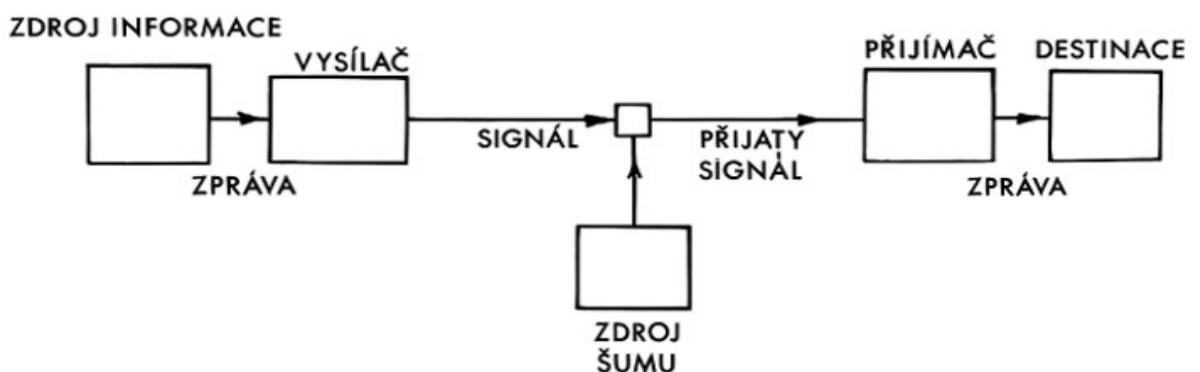 ZDROJ INFORMACE
VYSÍLAČ
PŘIJÍMAČ
DESTINACE
SIGNÁL
PŘIJATY
SIGNÁL
ZPRÁVA
ZPRÁVA
ZDROJ
ŠUMU